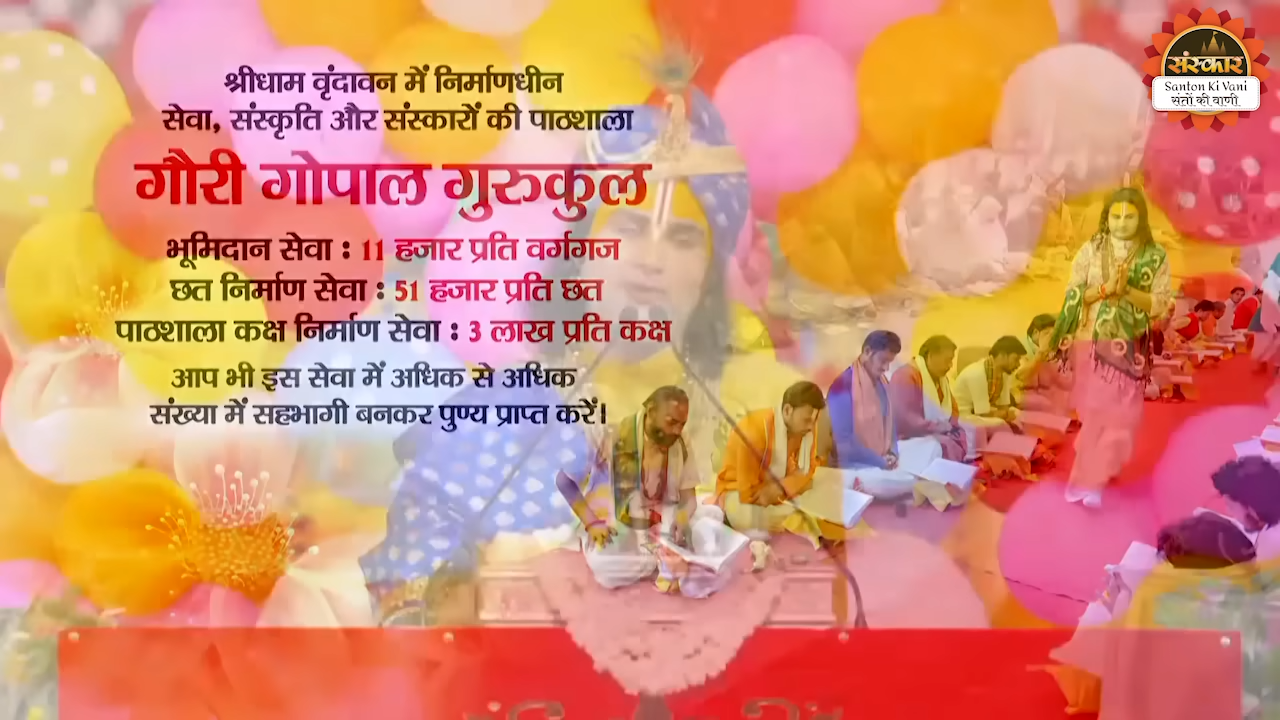 श्रीधाम वृंदावन में निर्माणधीन
सेवा, संस्कृति और संस्कारों की पाठशाला
गौरी गोपाल गुरुकुल
भूमिदान सेवा : 11 हजार प्रति वर्गगज
छत निर्माण सेवा : 51 हजार प्रति छत
पाठशाला कक्ष निर्माण सेवा : 3 लाख प्रति कक्ष
आप भी इस सेवा में अधिक से अधिक
संख्या में सहभागी बनकर पुण्य प्राप्त करें।
संस्कार
Santon Ki Vani
संतों की वाणी